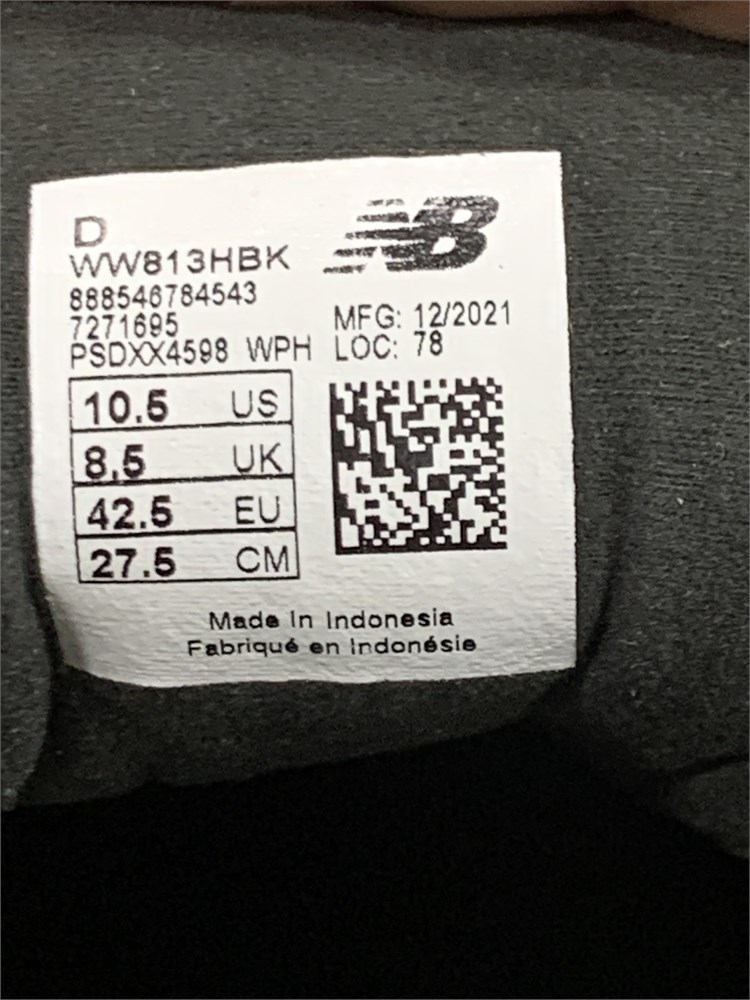 D
NB
WW813HBK
888546784543
7271695
PSDXX4598 WPH
MFG: 12/2021
LOC: 78
10.5 US
8.5 UK
42.5 EU
27.5 CM
Made In Indonesia
Fabriqué en Indonésie